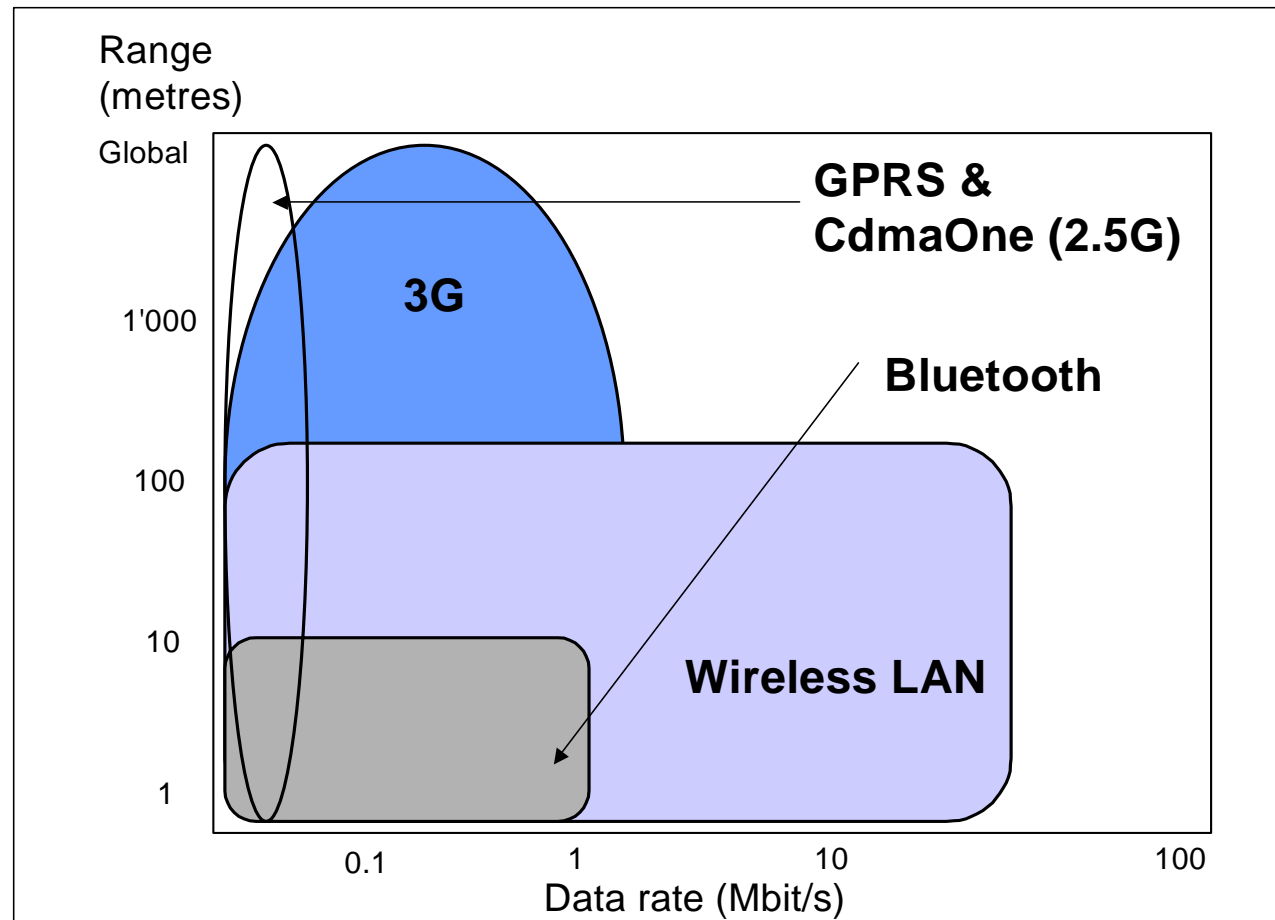 Range
(metres)
Global
GPRS &
CdmaOne (2.5G)
3G
1'000
Bluetooth
100
10
Wireless LAN
1
0.1
1
10
100
Data rate (Mbit/s)